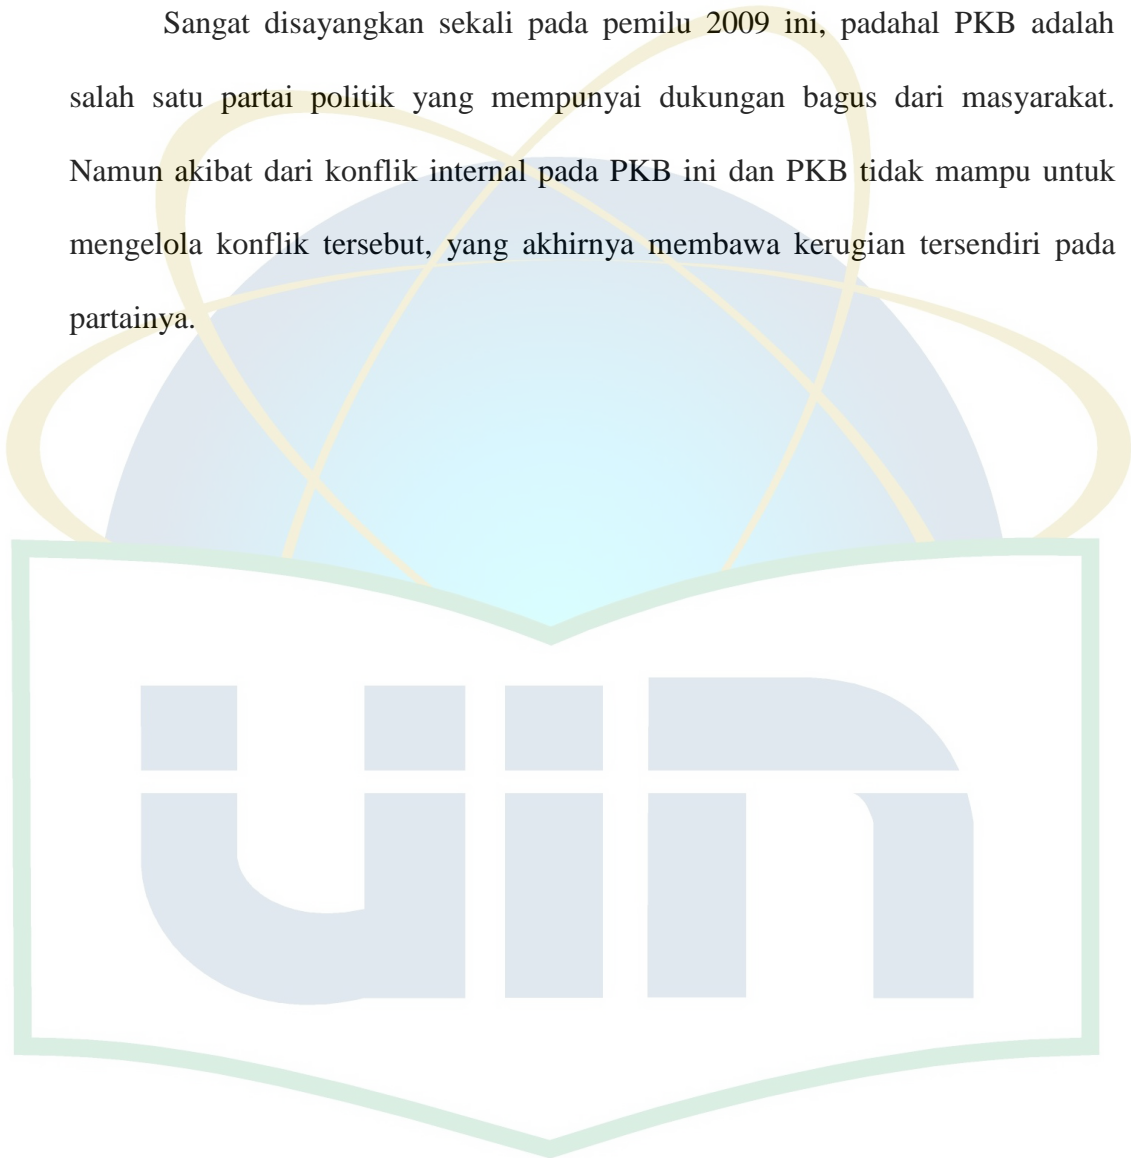 Sangat disayangkan sekali pada pemilu 2009 ini, padahal PKB adalah
salah satu partai politik yang mempunyai dukungan bagus dari masyarakat.
Namun akibat dari konflik internal pada PKB ini dan PKB tidak mampu untuk
mengelola konflik tersebut, yang akhirnya membawa kerugian tersendiri pada
partainya.
uin